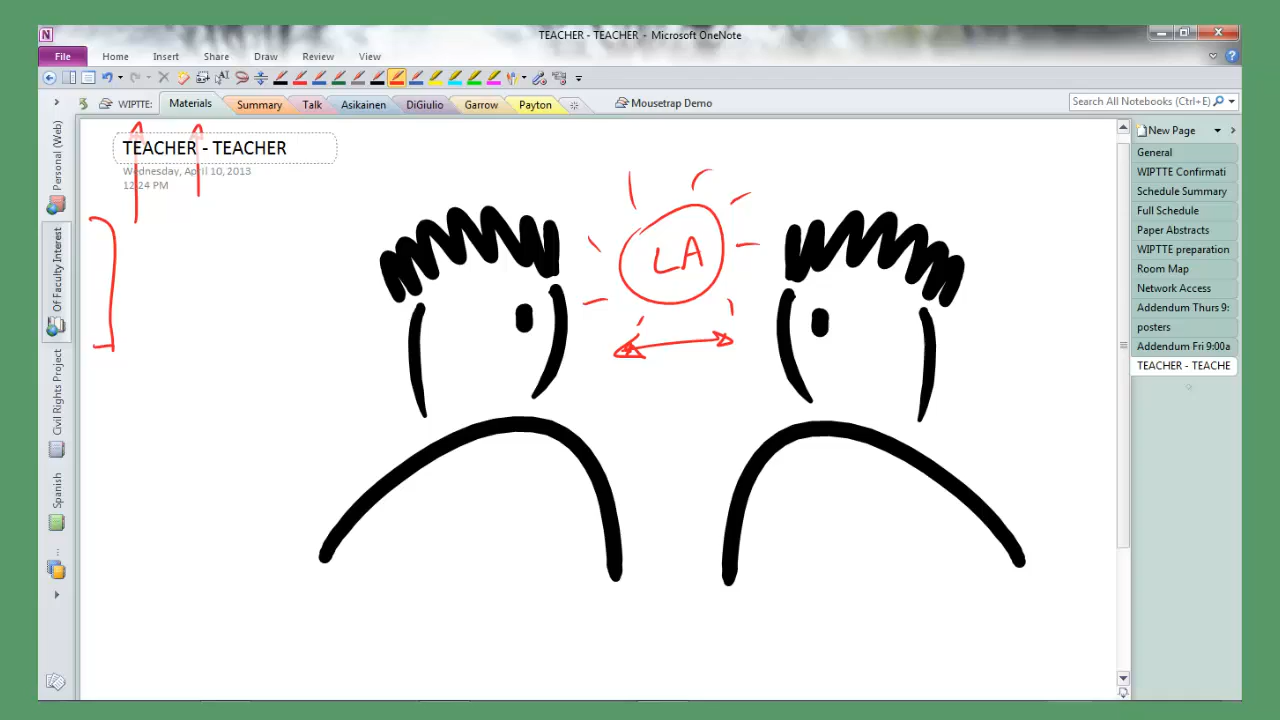 TEACHER - TEACHER - Microsoft OneNote
File Home Insert Share Draw Review View
WIPTTE: Materials Summary Talk Asikainen DiGiulio Garrow Payton Mousetrap Demo
Search All Notebooks (Ctrl+E)
TEACHER - TEACHER
Wednesday, April 10, 2013
12:24 PM
LA
Personal (Web)
Of Faculty Interest
Civil Rights Project
Spanish
...
New Page
General
WIPTTE Confirmati
Schedule Summary
Full Schedule
Paper Abstracts
WIPTTE preparation
Room Map
Network Access
Addendum Thurs 9:
posters
Addendum Fri 9:00a
TEACHER - TEACHE